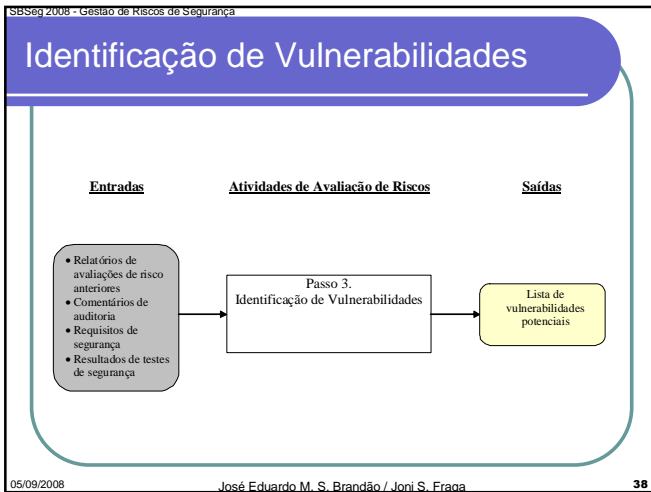 SBSeg 2008 - Gestão de Riscos de Segurança
Identificação de Vulnerabilidades
Entradas Atividades de Avaliação de Riscos Saídas
• Relatórios de
avaliações de risco
anteriores
• Comentários de
auditoria
• Requisitos de
segurança
• Resultados de testes
de segurança
Passo 3.
Identificação de Vulnerabilidades
Lista de
vulnerabilidades
potenciais
05/09/2008 José Eduardo M. S. Brandão / Joni S. Fraga 38